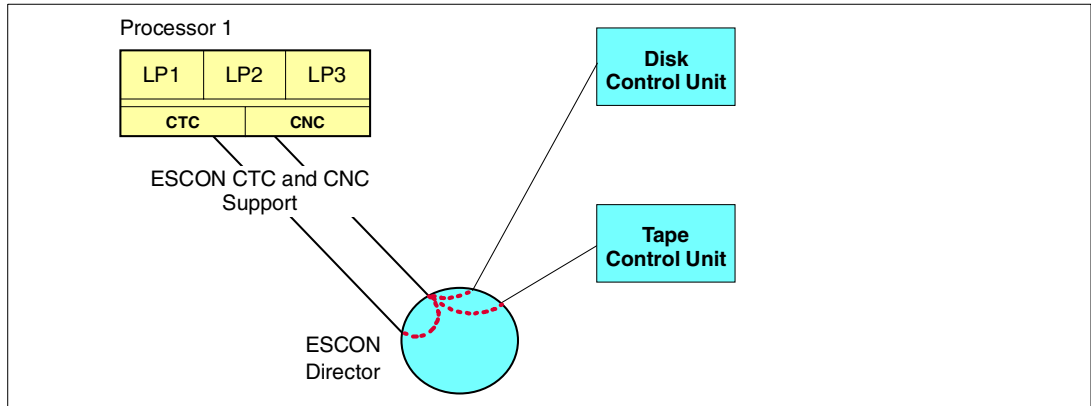 Processor 1
LP1 LP2 LP3
CTC CNC
ESCON CTC and CNC
Support
Disk
Control Unit
Tape
Control Unit
ESCON
Director